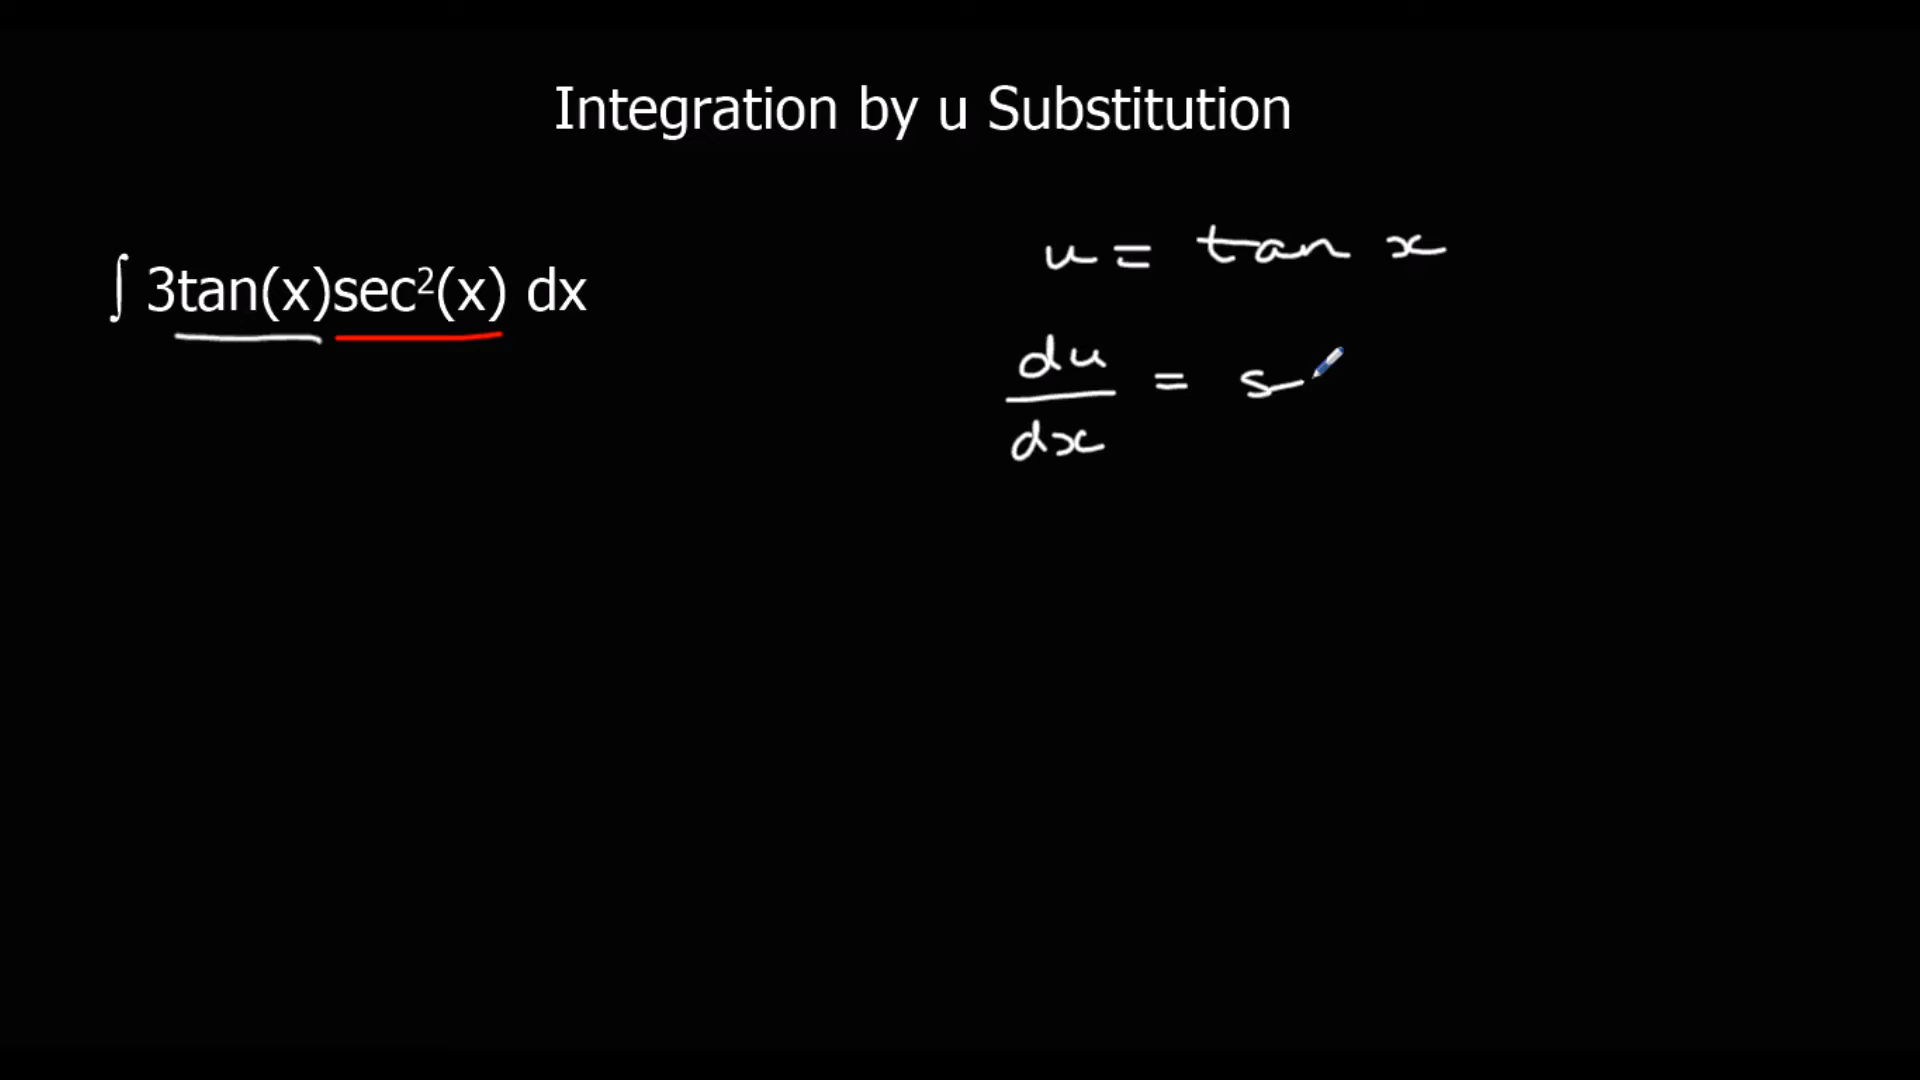 Integration by u Substitution
u = tan x
∫ 3tan(x)sec²(x) dx
du
dx
= s